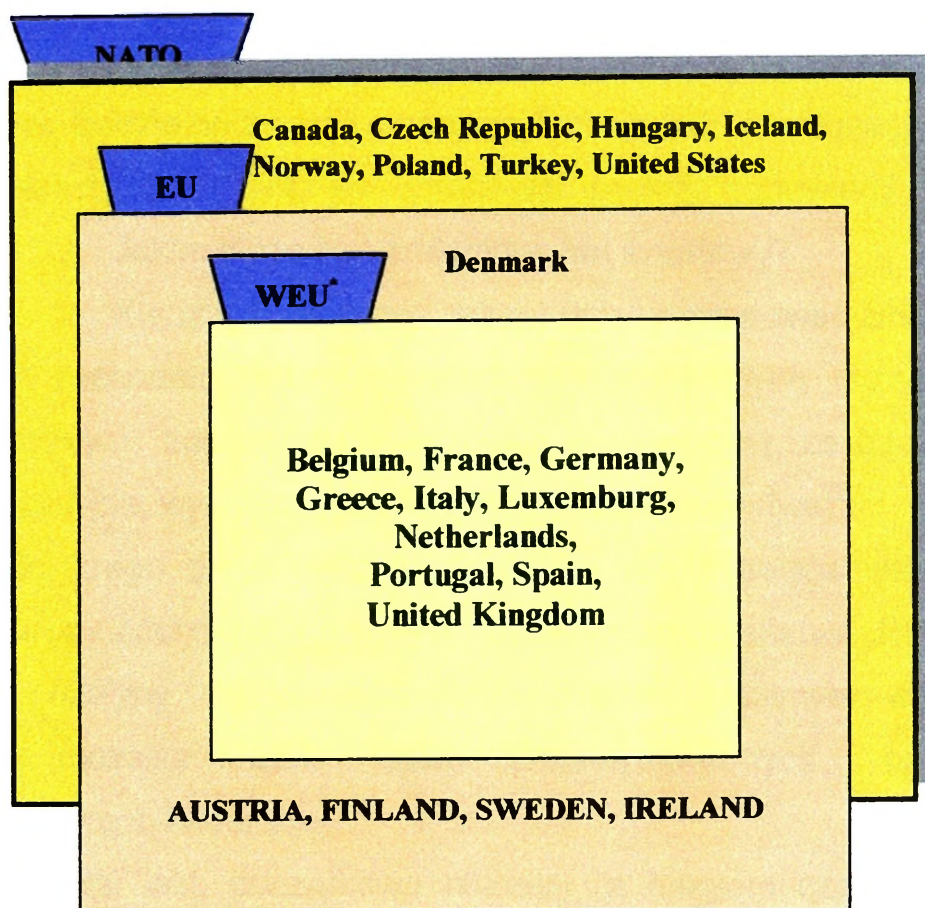 NATO
Canada, Czech Republic, Hungary, Iceland,
Norway, Poland, Turkey, United States
EU
Denmark
WEU*
Belgium, France, Germany,
Greece, Italy, Luxemburg,
Netherlands,
Portugal, Spain,
United Kingdom
AUSTRIA, FINLAND, SWEDEN, IRELAND